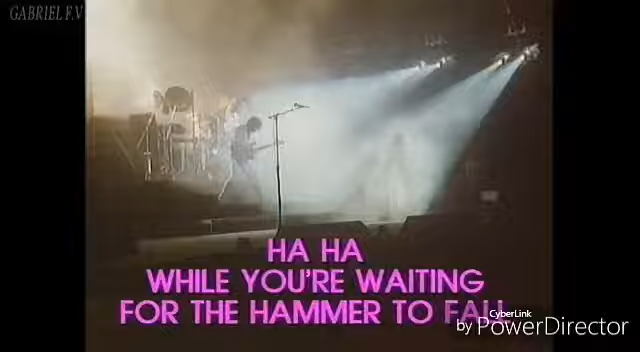 GABRIEL F.V
HA HA
WHILE YOU'RE WAITING
FOR THE HAMMER TO FALL
CyberLink
by PowerDirector